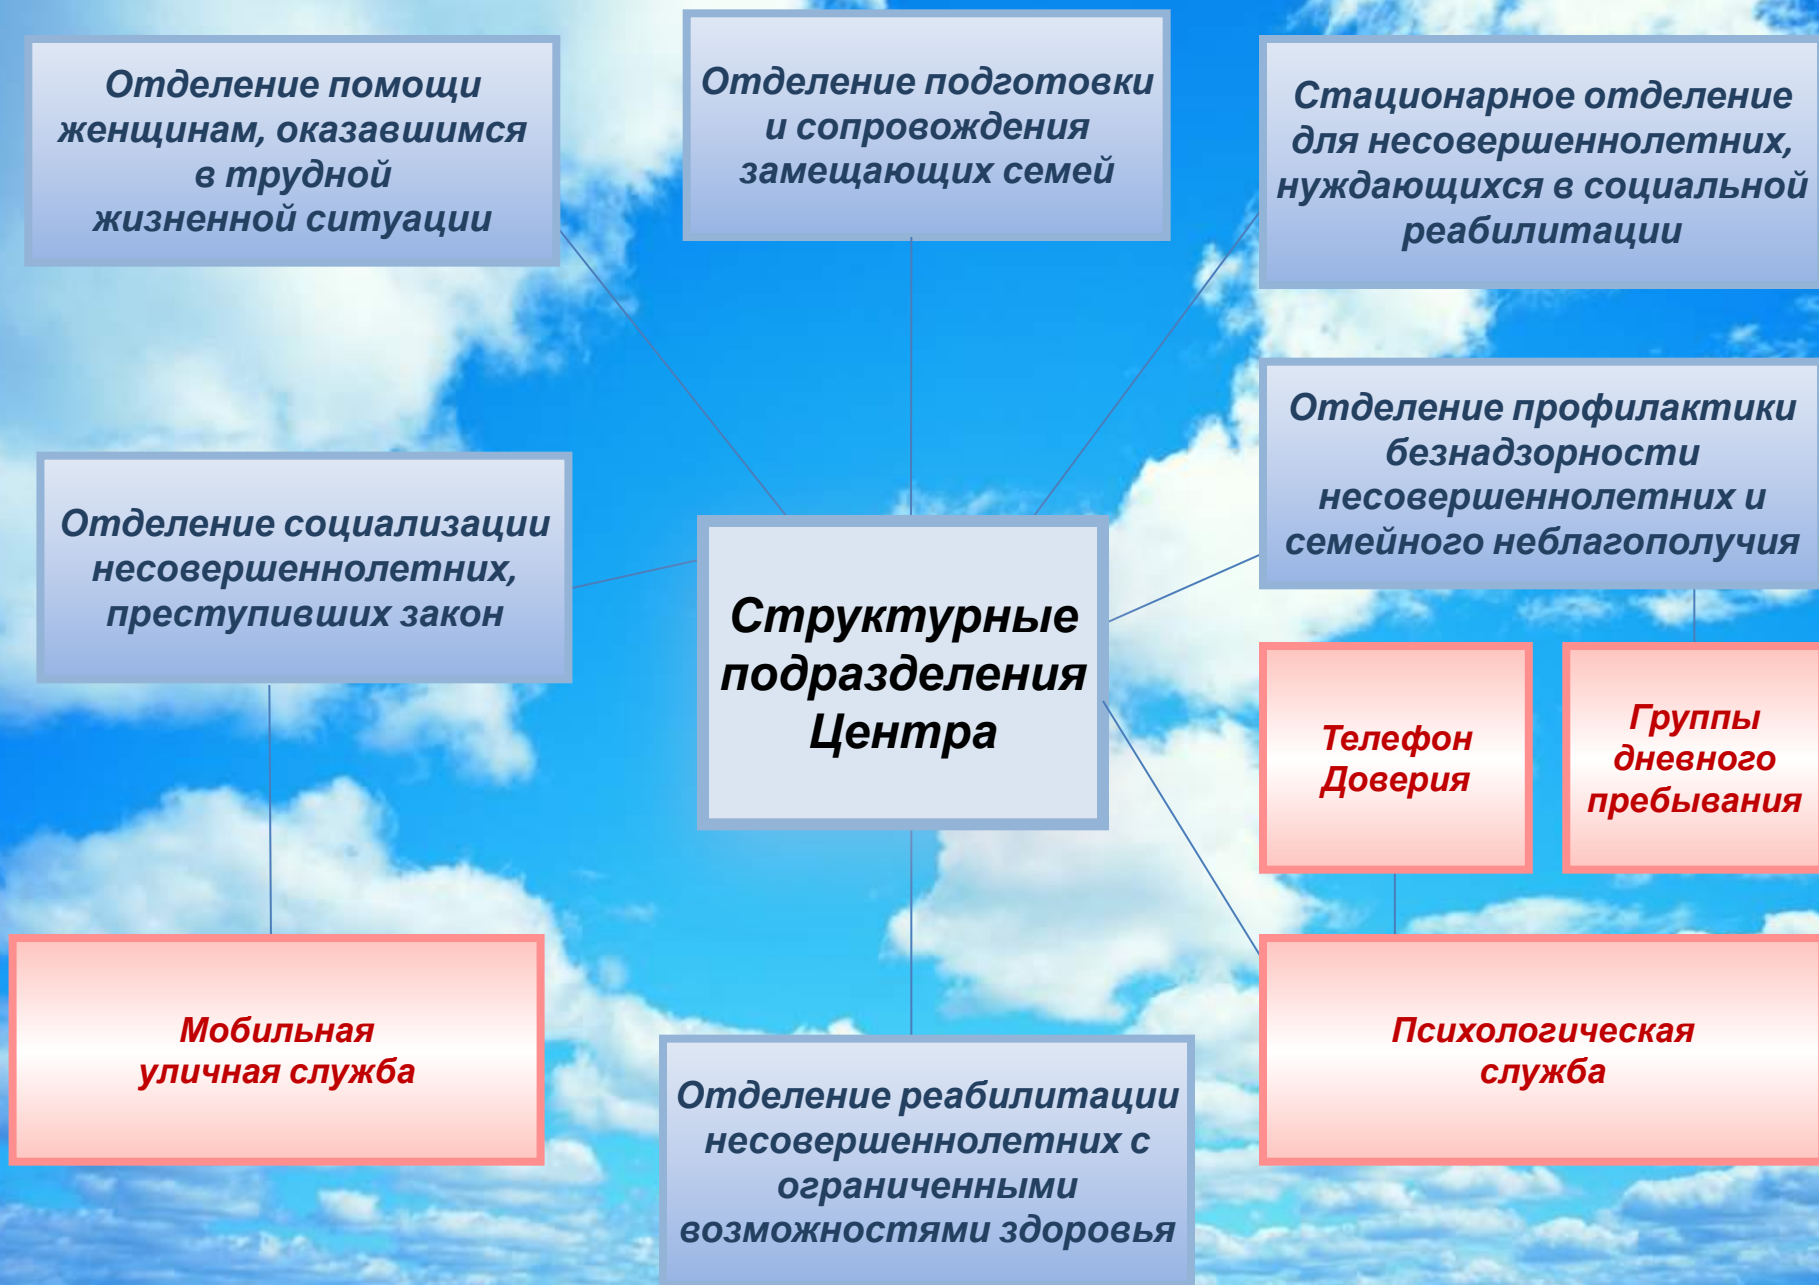 Отделение помощи
женщинам, оказавшимся
в трудной
жизненной ситуации
Отделение подготовки
и сопровождения
замещающих семей
Стационарное отделение
для несовершеннолетних,
нуждающихся в социальной
реабилитации
Отделение профилактики
безнадзорности
несовершеннолетних и
семейного неблагополучия
Отделение социализации
несовершеннолетних,
преступивших закон
Структурные
подразделения
Центра
Телефон
Доверия
Группы
дневного
пребывания
Мобильная
уличная служба
Психологическая
служба
Отделение реабилитации
несовершеннолетних с
ограниченными
возможностями здоровья